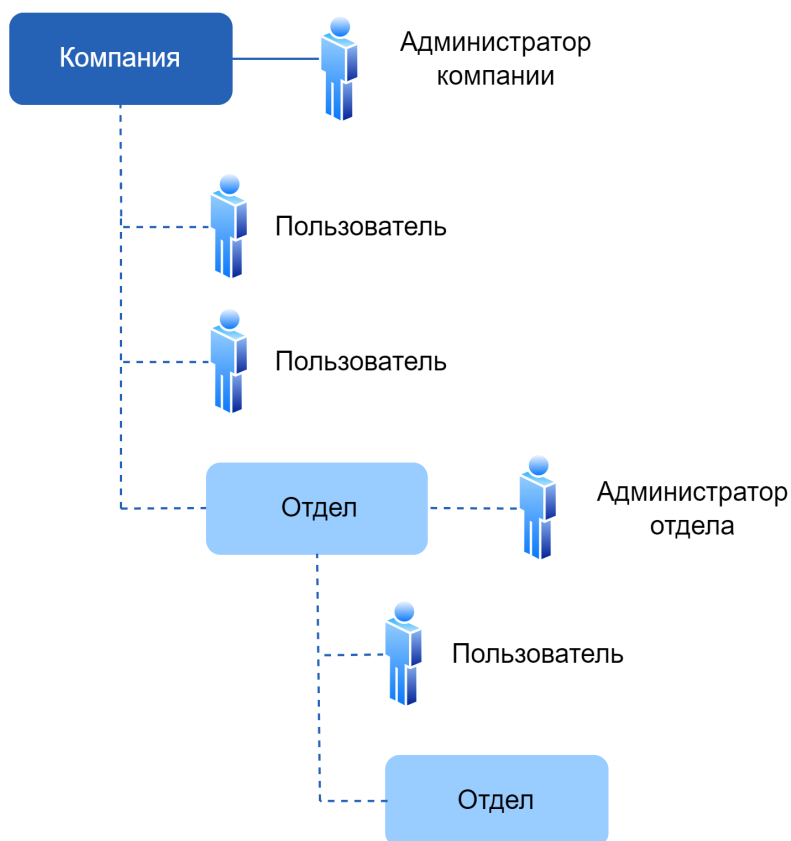 Компания
Администратор
компании
Пользователь
Пользователь
Отдел
Администратор
отдела
Пользователь
Отдел